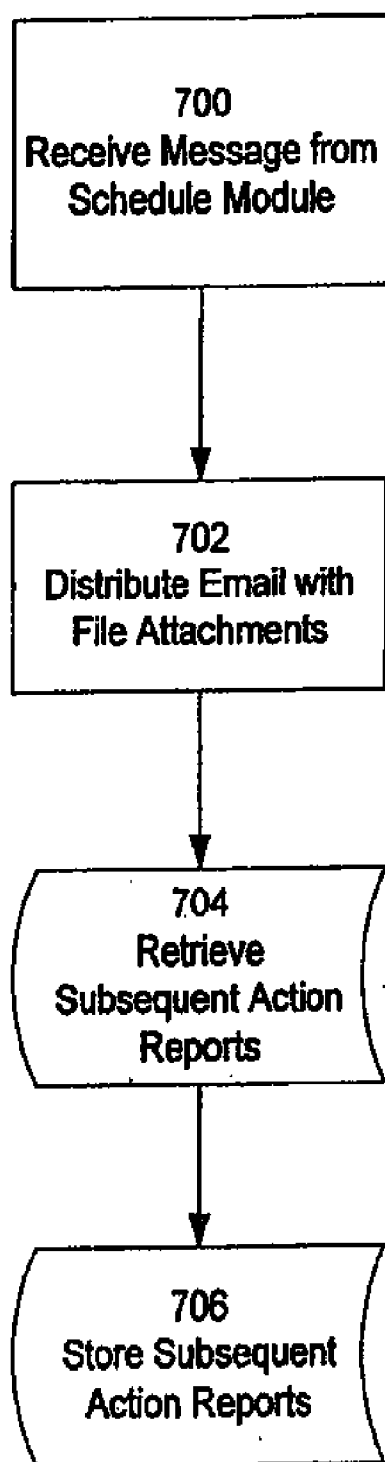 700
Receive Message from
Schedule Module
702
Distribute Email with
File Attachments
704
Retrieve
Subsequent Action
Reports
706
Store Subsequent
Action Reports